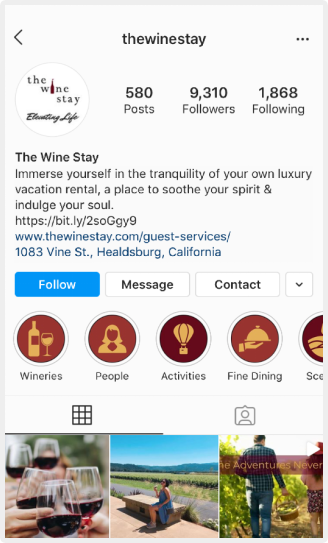 thewinestay
the wine
stay
Elevating Life
580
9,310
1,868
Posts
Followers
Following
The Wine Stay
Immerse yourself in the tranquility of your own luxury
vacation rental, a place to soothe your spirit &
indulge your soul.
https://bit.ly/2soGgy9
www.thewinestay.com/guest-services/
1083 Vine St., Healdsburg, California
Follow
Message
Contact
Wineries
People
Activities
Fine Dining
Sce
he Adventures Never